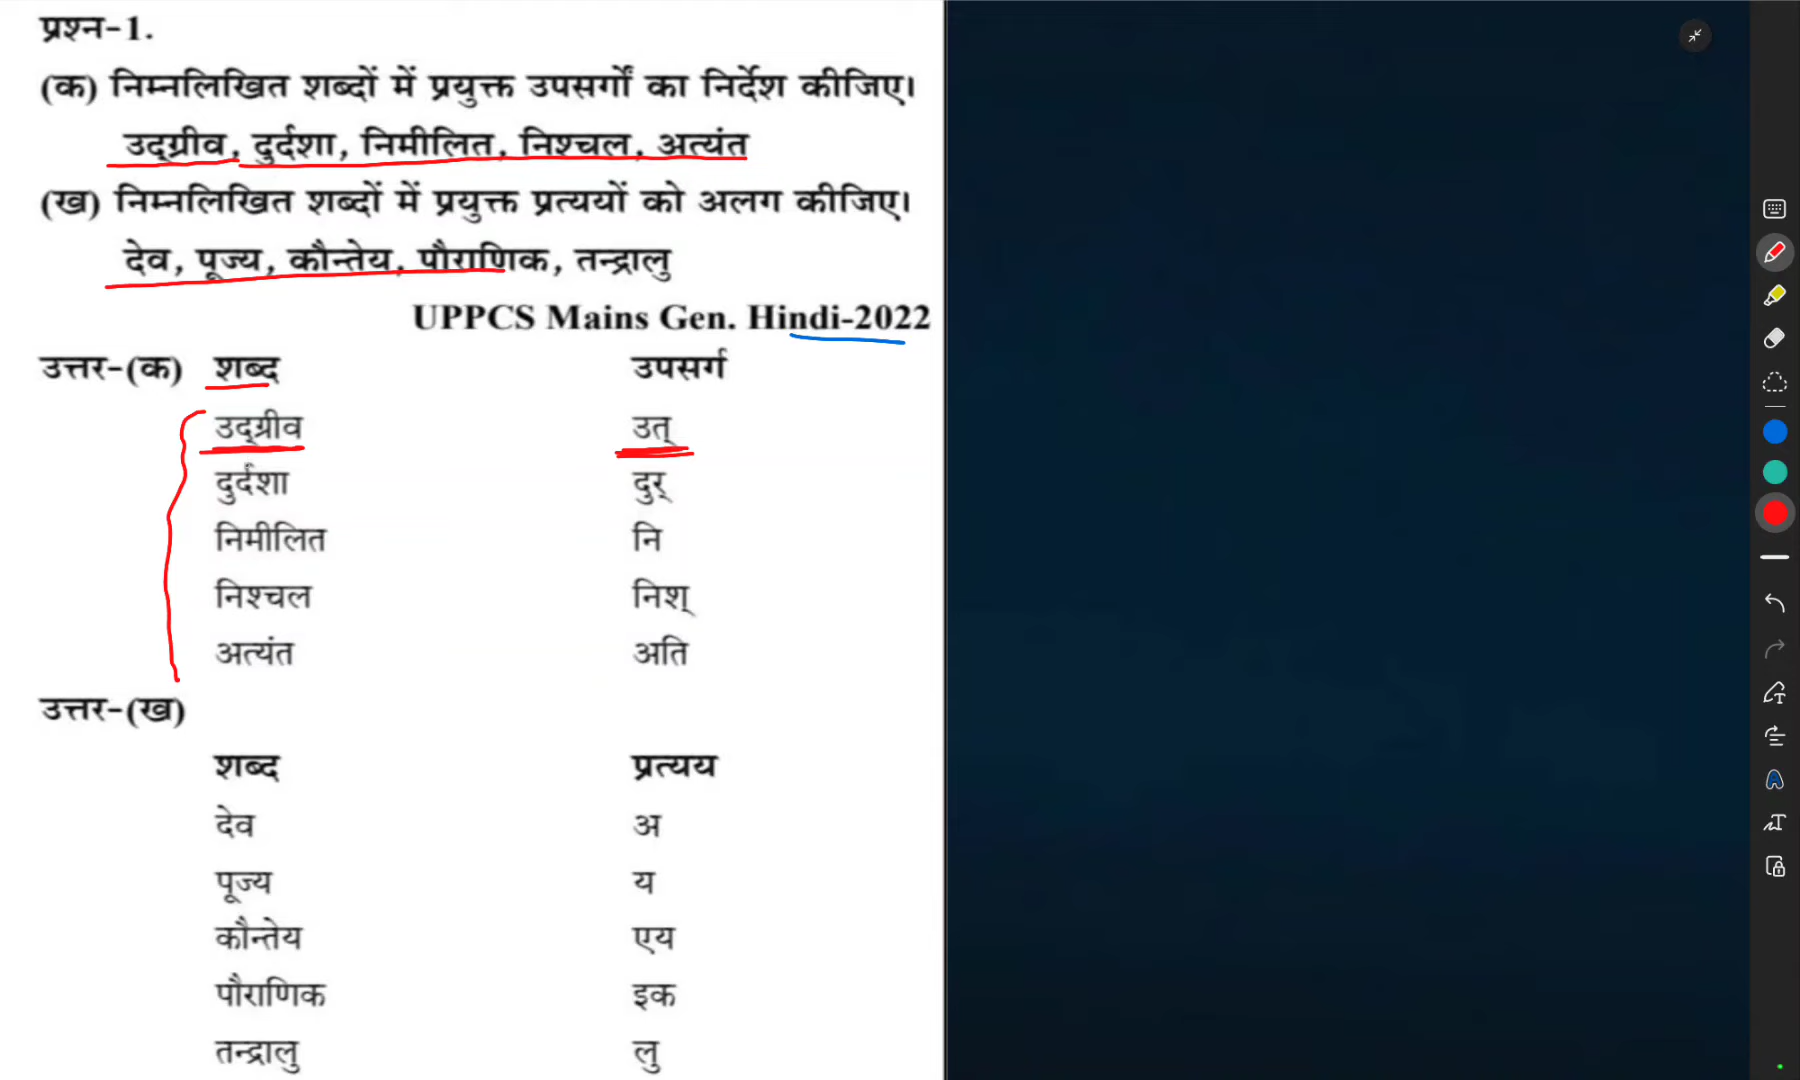 प्रश्न-1.
(क) निम्नलिखित शब्दों में प्रयुक्त उपसर्गों का निर्देश कीजिए।
उद्ग्रीव, दुर्दशा, निमीलित, निश्चल, अत्यंत
(ख) निम्नलिखित शब्दों में प्रयुक्त प्रत्ययों को अलग कीजिए।
देव, पूज्य, कौन्तेय, पौराणिक, तन्द्रालु
UPPCS Mains Gen. Hindi-2022
उत्तर-(क) शब्द उपसर्ग
उद्ग्रीव उत्
दुर्दशा दुर्
निमीलित नि
निश्चल निश्
अत्यंत अति
उत्तर-(ख)
शब्द प्रत्यय
देव अ
पूज्य य
कौन्तेय एय
पौराणिक इक
तन्द्रालु लु